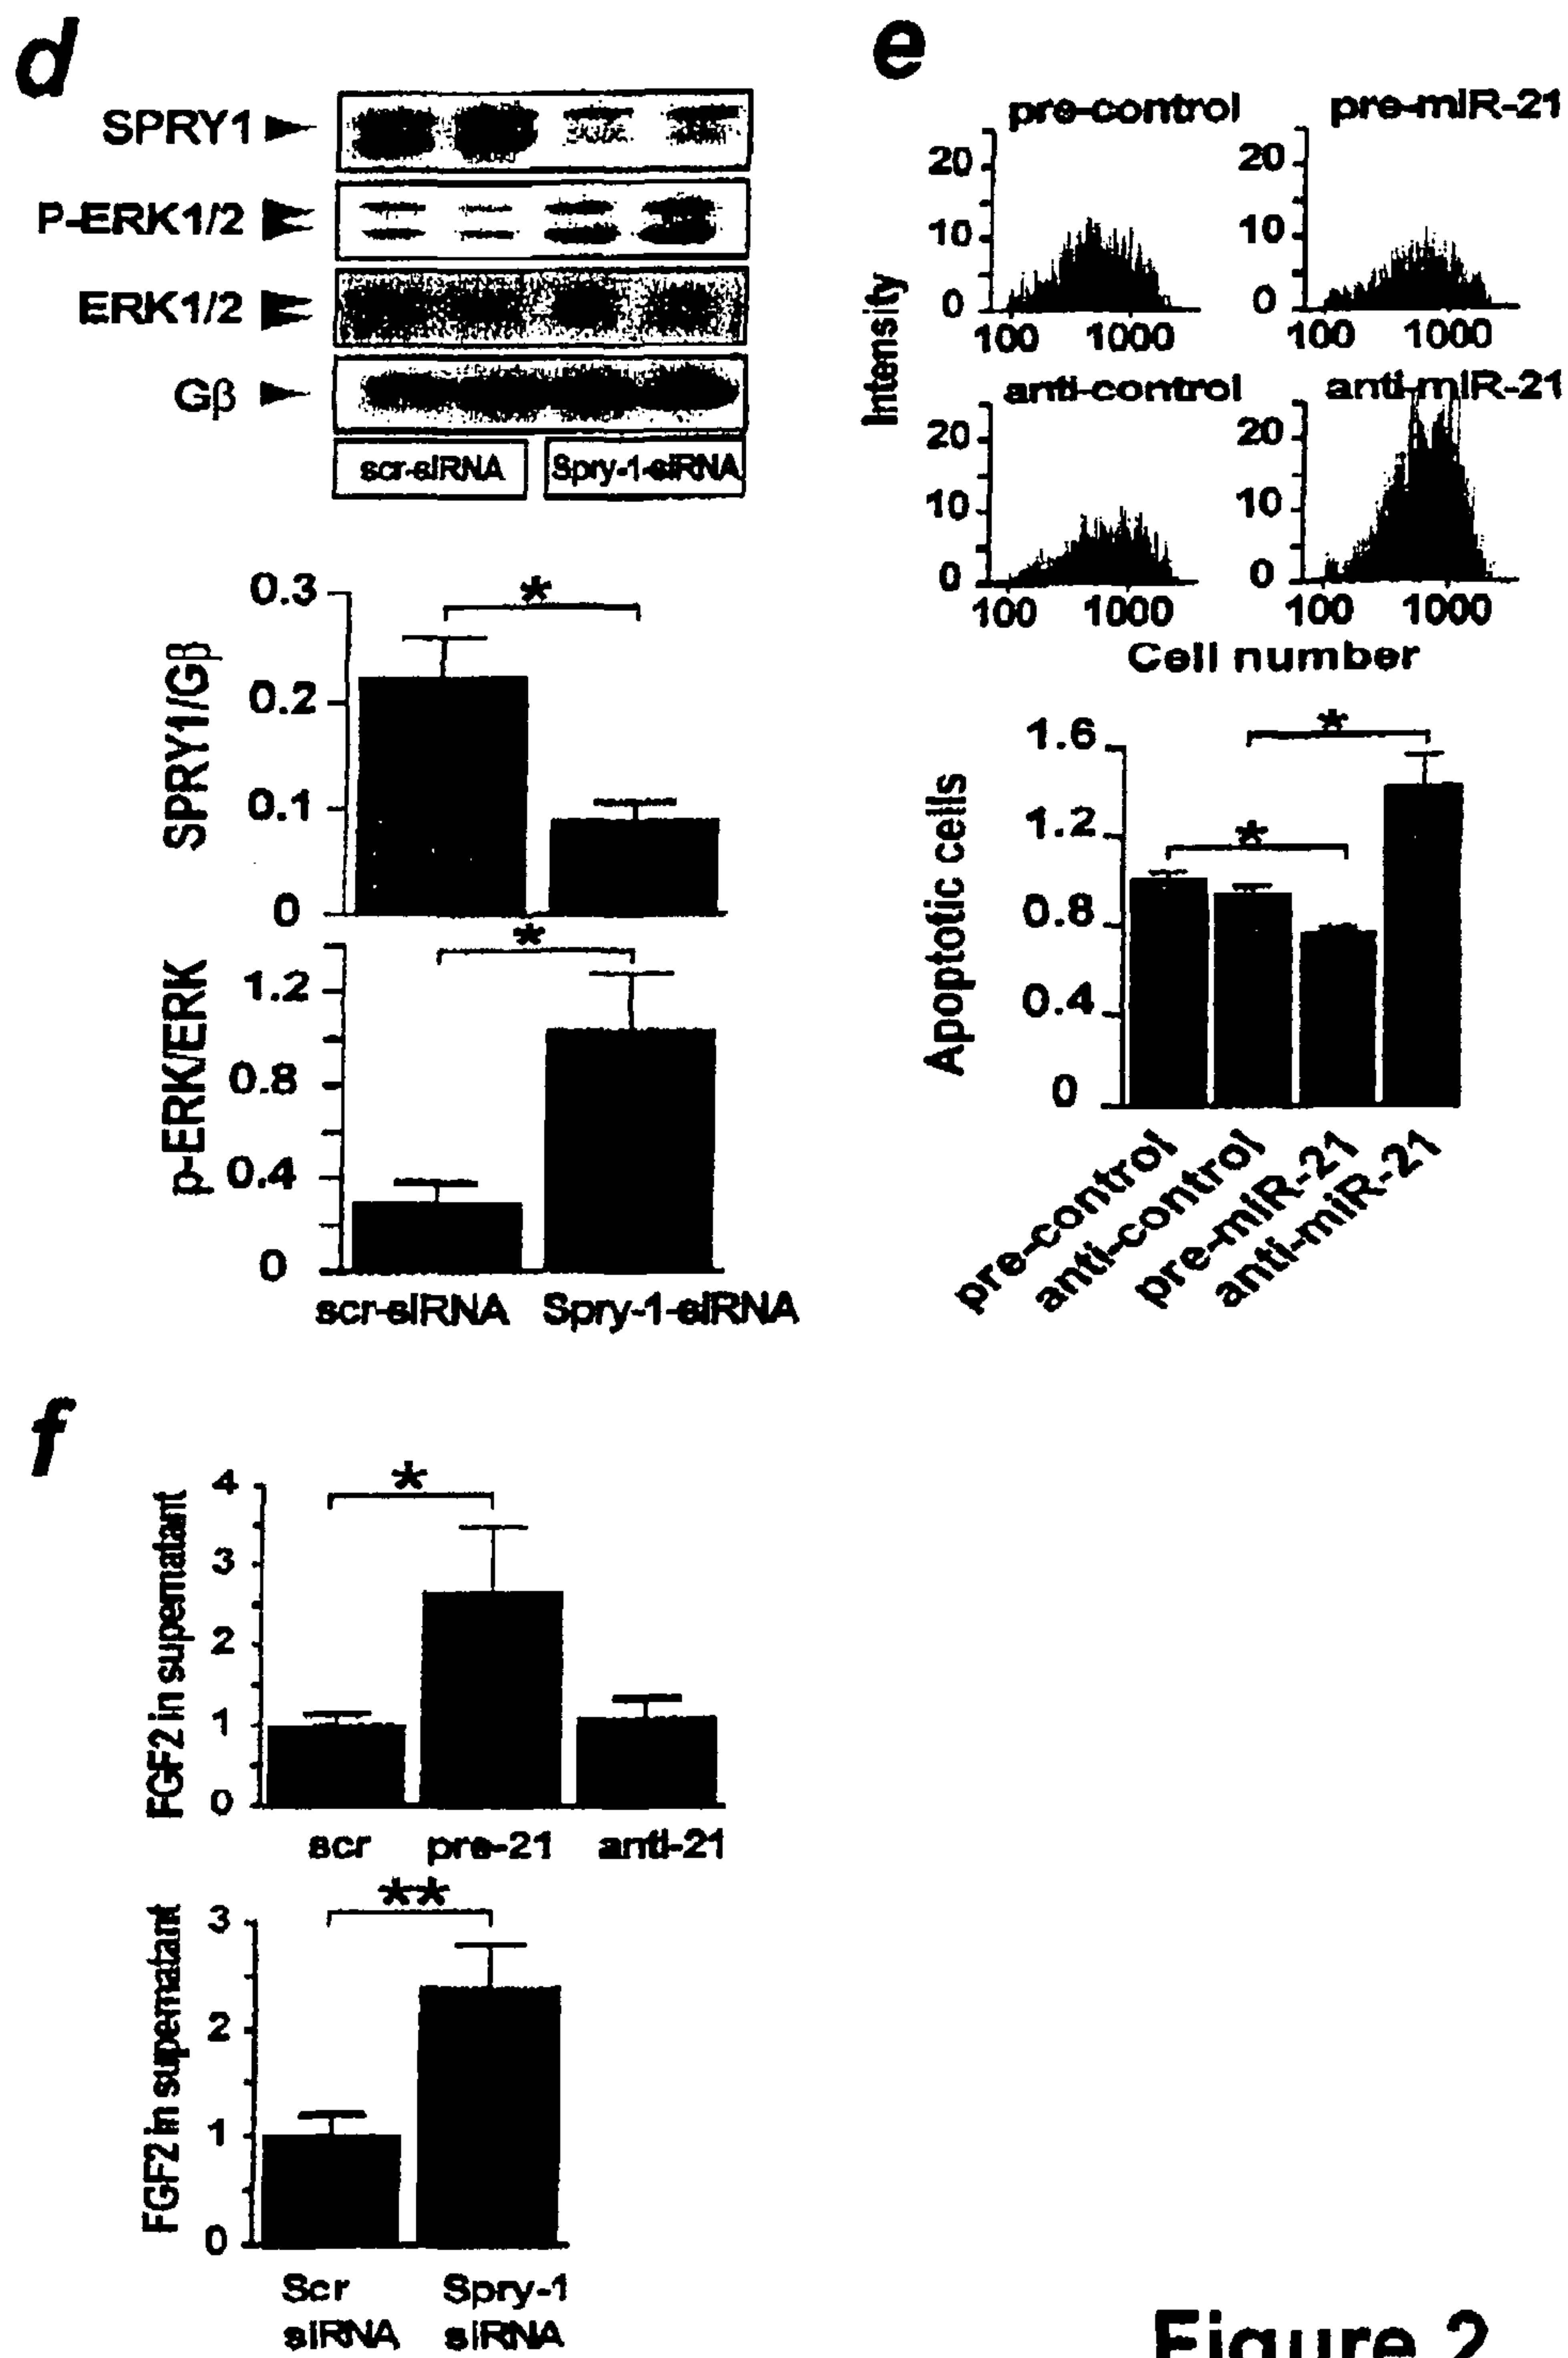 d
SPRY1
P-ERK1/2
ERK1/2
Gβ
scr-siRNA Spry-1-siRNA
0.3
*
0.2
0.1
0
SPRY1/Gβ
*
1.2
0.8
0.4
0
p-ERK/ERK
scr-siRNA Spry-1-siRNA
e
pre-control pre-miR-21
20 20
10 10
0 0
100 1000 100 1000
Intensity
anti-control anti-miR-21
20 20
10 10
0 0
100 1000 100 1000
Cell number
1.6
*
1.2
*
0.8
0.4
0
Apoptotic cells
pre-control
anti-control
pre-miR-21
anti-miR-21
f
4
*
3
2
1
0
FGF2 in supernatant
scr pre-21 anti-21
**
3
2
1
0
FGF2 in supernatant
Scr Spry-1
siRNA siRNA
Figure 2